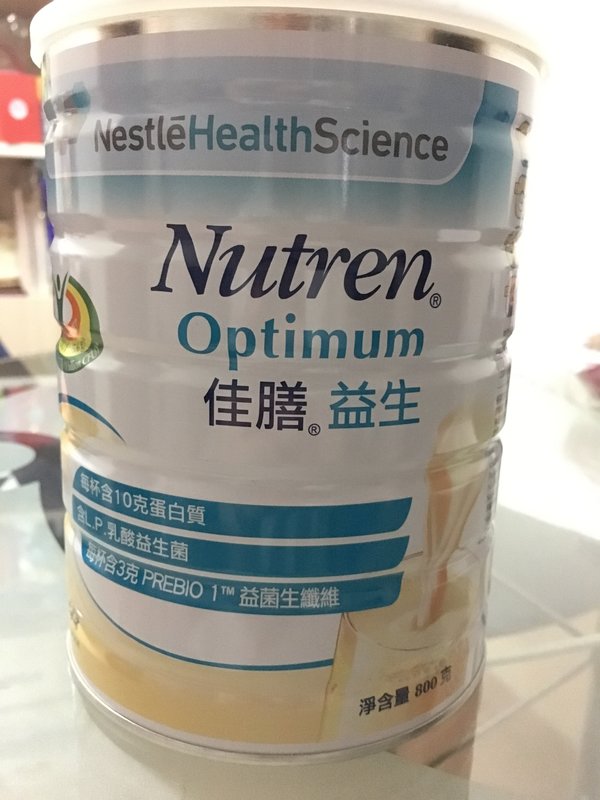 NestléHealthScience
Nutren®
Optimum
佳膳® 益生
每杯含10克蛋白質
含L.P.乳酸益生菌
每杯含3克 PREBIO 1™ 益菌生纖維
淨含量 800 克